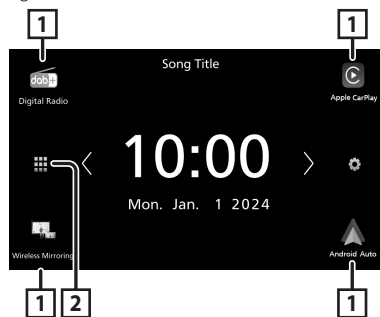 1 1
Song Title
dab+
Digital Radio
Apple CarPlay
10:00
Mon. Jan. 1 2024
Wireless Mirroring
Android Auto
1 2 1